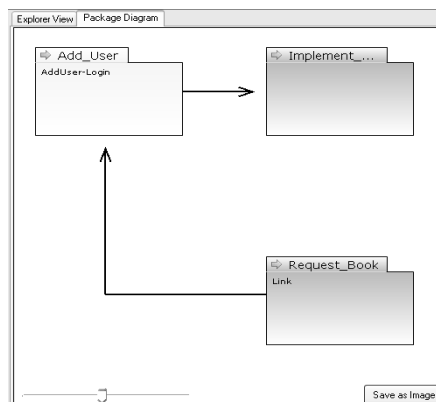 Explorer View Package Diagram
Add_User
AddUser-Login
Implement_...
Request_Book
Link
Save as Image